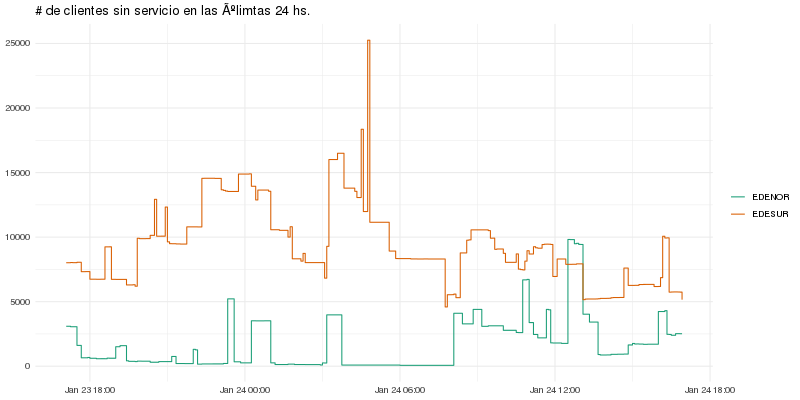 # de clientes sin servicio en las Ãºlimtas 24 hs.
25000
20000
15000
10000
5000
0
Jan 23 18:00 Jan 24 00:00 Jan 24 06:00 Jan 24 12:00 Jan 24 18:00
EDENOR
EDESUR